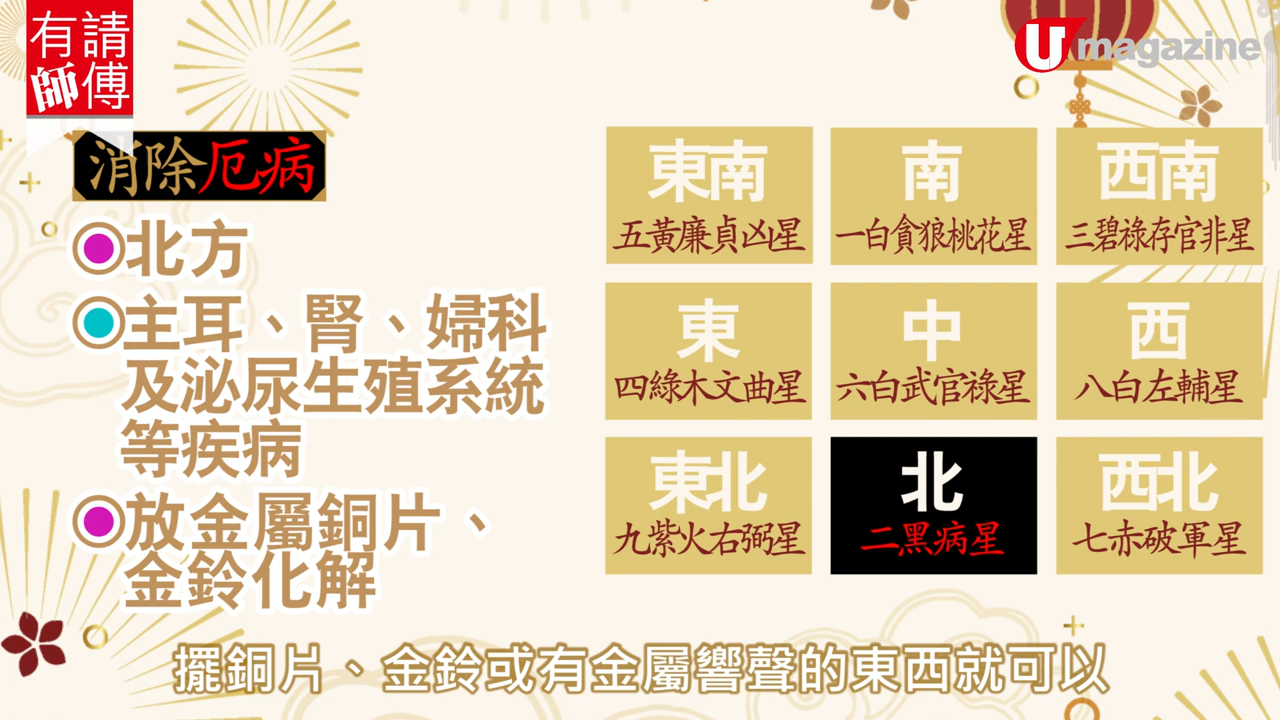 有請
師傅
U magazine
消除厄病
北方
主耳、腎、婦科
及泌尿生殖系統
等疾病
放金屬銅片、
金鈴化解
東南
五黃廉貞凶星
南
一白貪狼桃花星
西南
三碧祿存官非星
東
四綠木文曲星
中
六白武官祿星
西
八白左輔星
東北
九紫火右弼星
北
二黑病星
西北
七赤破軍星
擺銅片、金鈴或有金屬響聲的東西就可以